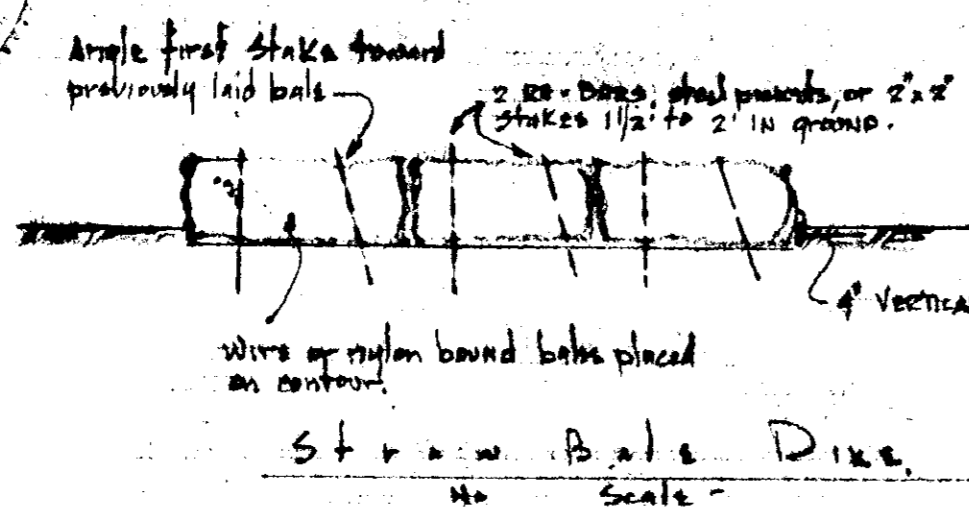 Angle first stake toward
previously laid bale
2 Re-Bars, steel pickets, or 2"x2"
stakes 1 1/2' to 2' in ground.
4" Vertical
Wire or nylon bound bales placed
on contour.
Straw Bale Dike.
No Scale -